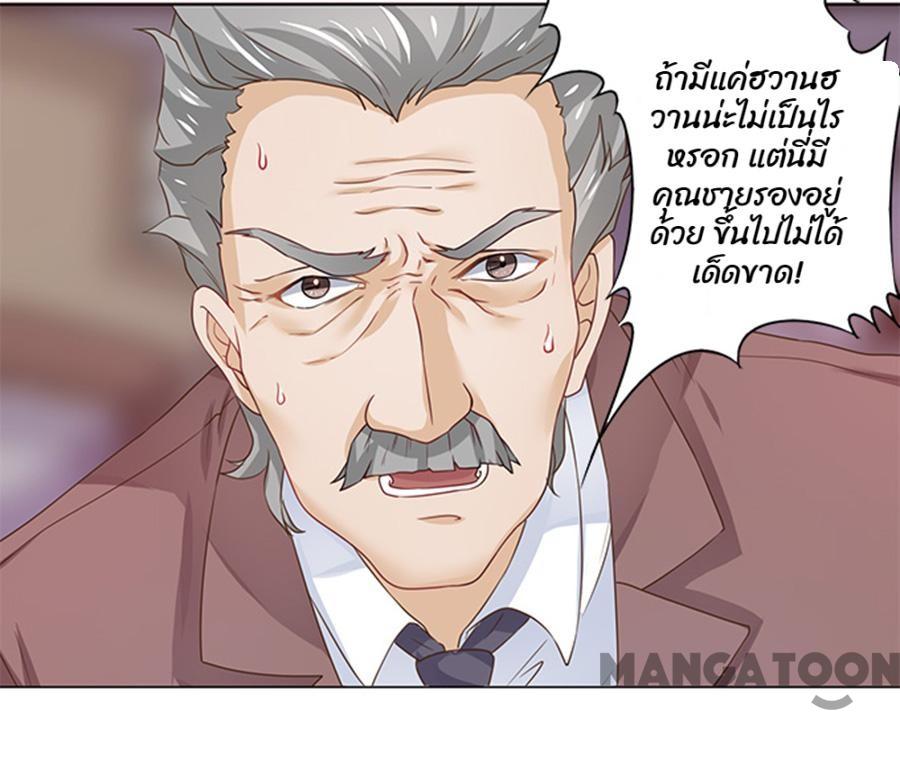 ถ้ามีแค่ฮวานฮ
วานน่ะไม่เป็นไร
หรอก แต่นี่มี
คุณชายรองอยู่
ด้วย ขึ้นไปไม่ได้
เด็ดขาด!
MANGATOON